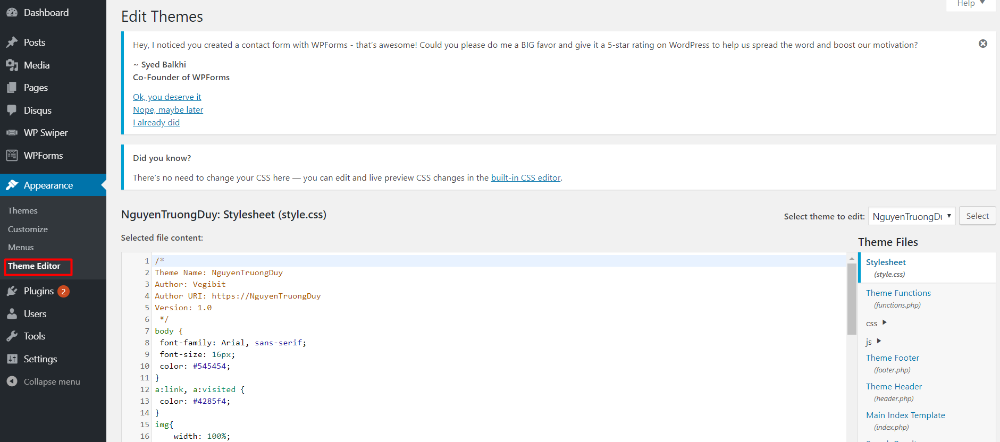 Dashboard
Posts
Media
Pages
Disqus
WP Swiper
WPForms
Appearance
Themes
Customize
Menus
Theme Editor
Plugins 2
Users
Tools
Settings
Collapse menu
Help
Edit Themes
Hey, I noticed you created a contact form with WPForms - that's awesome! Could you please do me a BIG favor and give it a 5-star rating on WordPress to help us spread the word and boost our motivation?
~ Syed Balkhi
Co-Founder of WPForms
Ok, you deserve it
Nope, maybe later
I already did
Did you know?
There's no need to change your CSS here — you can edit and live preview CSS changes in the built-in CSS editor.
NguyenTruongDuy: Stylesheet (style.css)
Select theme to edit: NguyenTruongDu Select
Selected file content:
1 /*
2 Theme Name: NguyenTruongDuy
3 Author: Vegibit
4 Author URI: https://NguyenTruongDuy
5 Version: 1.0
6 */
7 body {
8 font-family: Arial, sans-serif;
9 font-size: 16px;
10 color: #545454;
11 }
12 a:link, a:visited {
13 color: #4285f4;
14 }
15 img{
16 width: 100%;
Theme Files
Stylesheet
(style.css)
Theme Functions
(functions.php)
css
js
Theme Footer
(footer.php)
Theme Header
(header.php)
Main Index Template
(index.php)